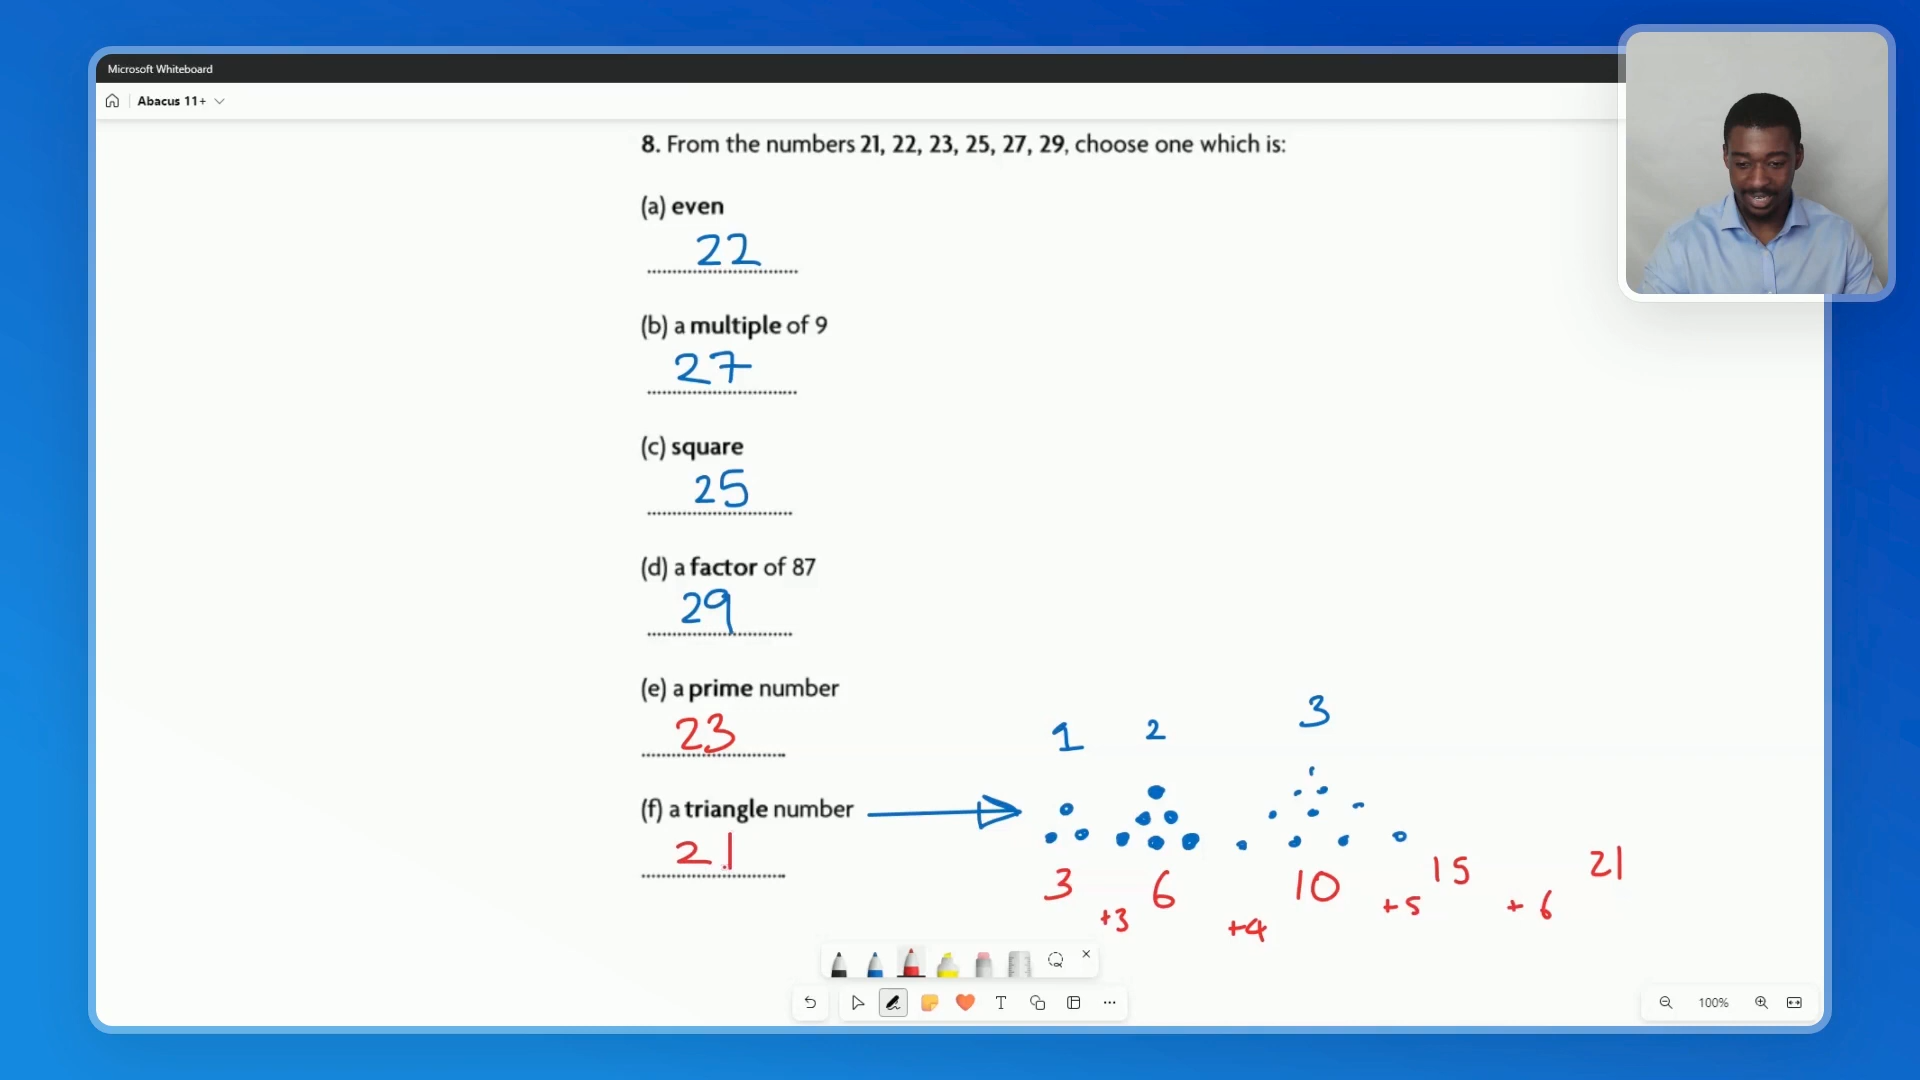 Microsoft Whiteboard
Abacus 11+
8. From the numbers 21, 22, 23, 25, 27, 29, choose one which is:
(a) even
22
(b) a multiple of 9
27
(c) square
25
(d) a factor of 87
29
(e) a prime number
23
1 2 3
(f) a triangle number
21
3 6 10 15 21
+3 +4 +5 +6
T
100%